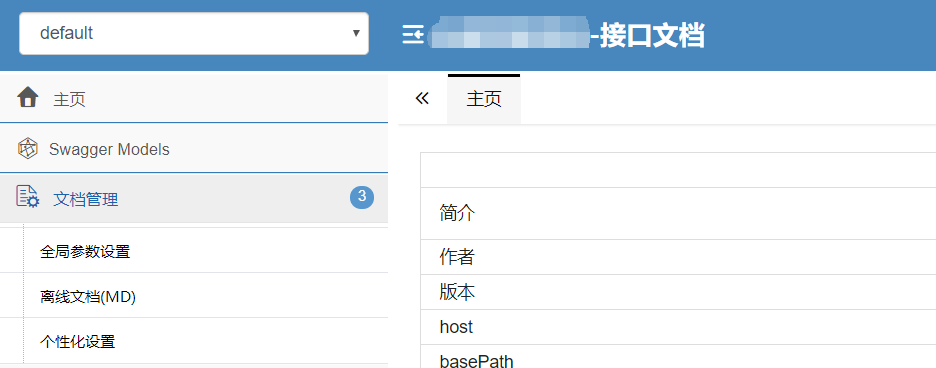 default
-接口文档
主页
Swagger Models
文档管理
3
全局参数设置
离线文档(MD)
个性化设置
主页
简介
作者
版本
host
basePath